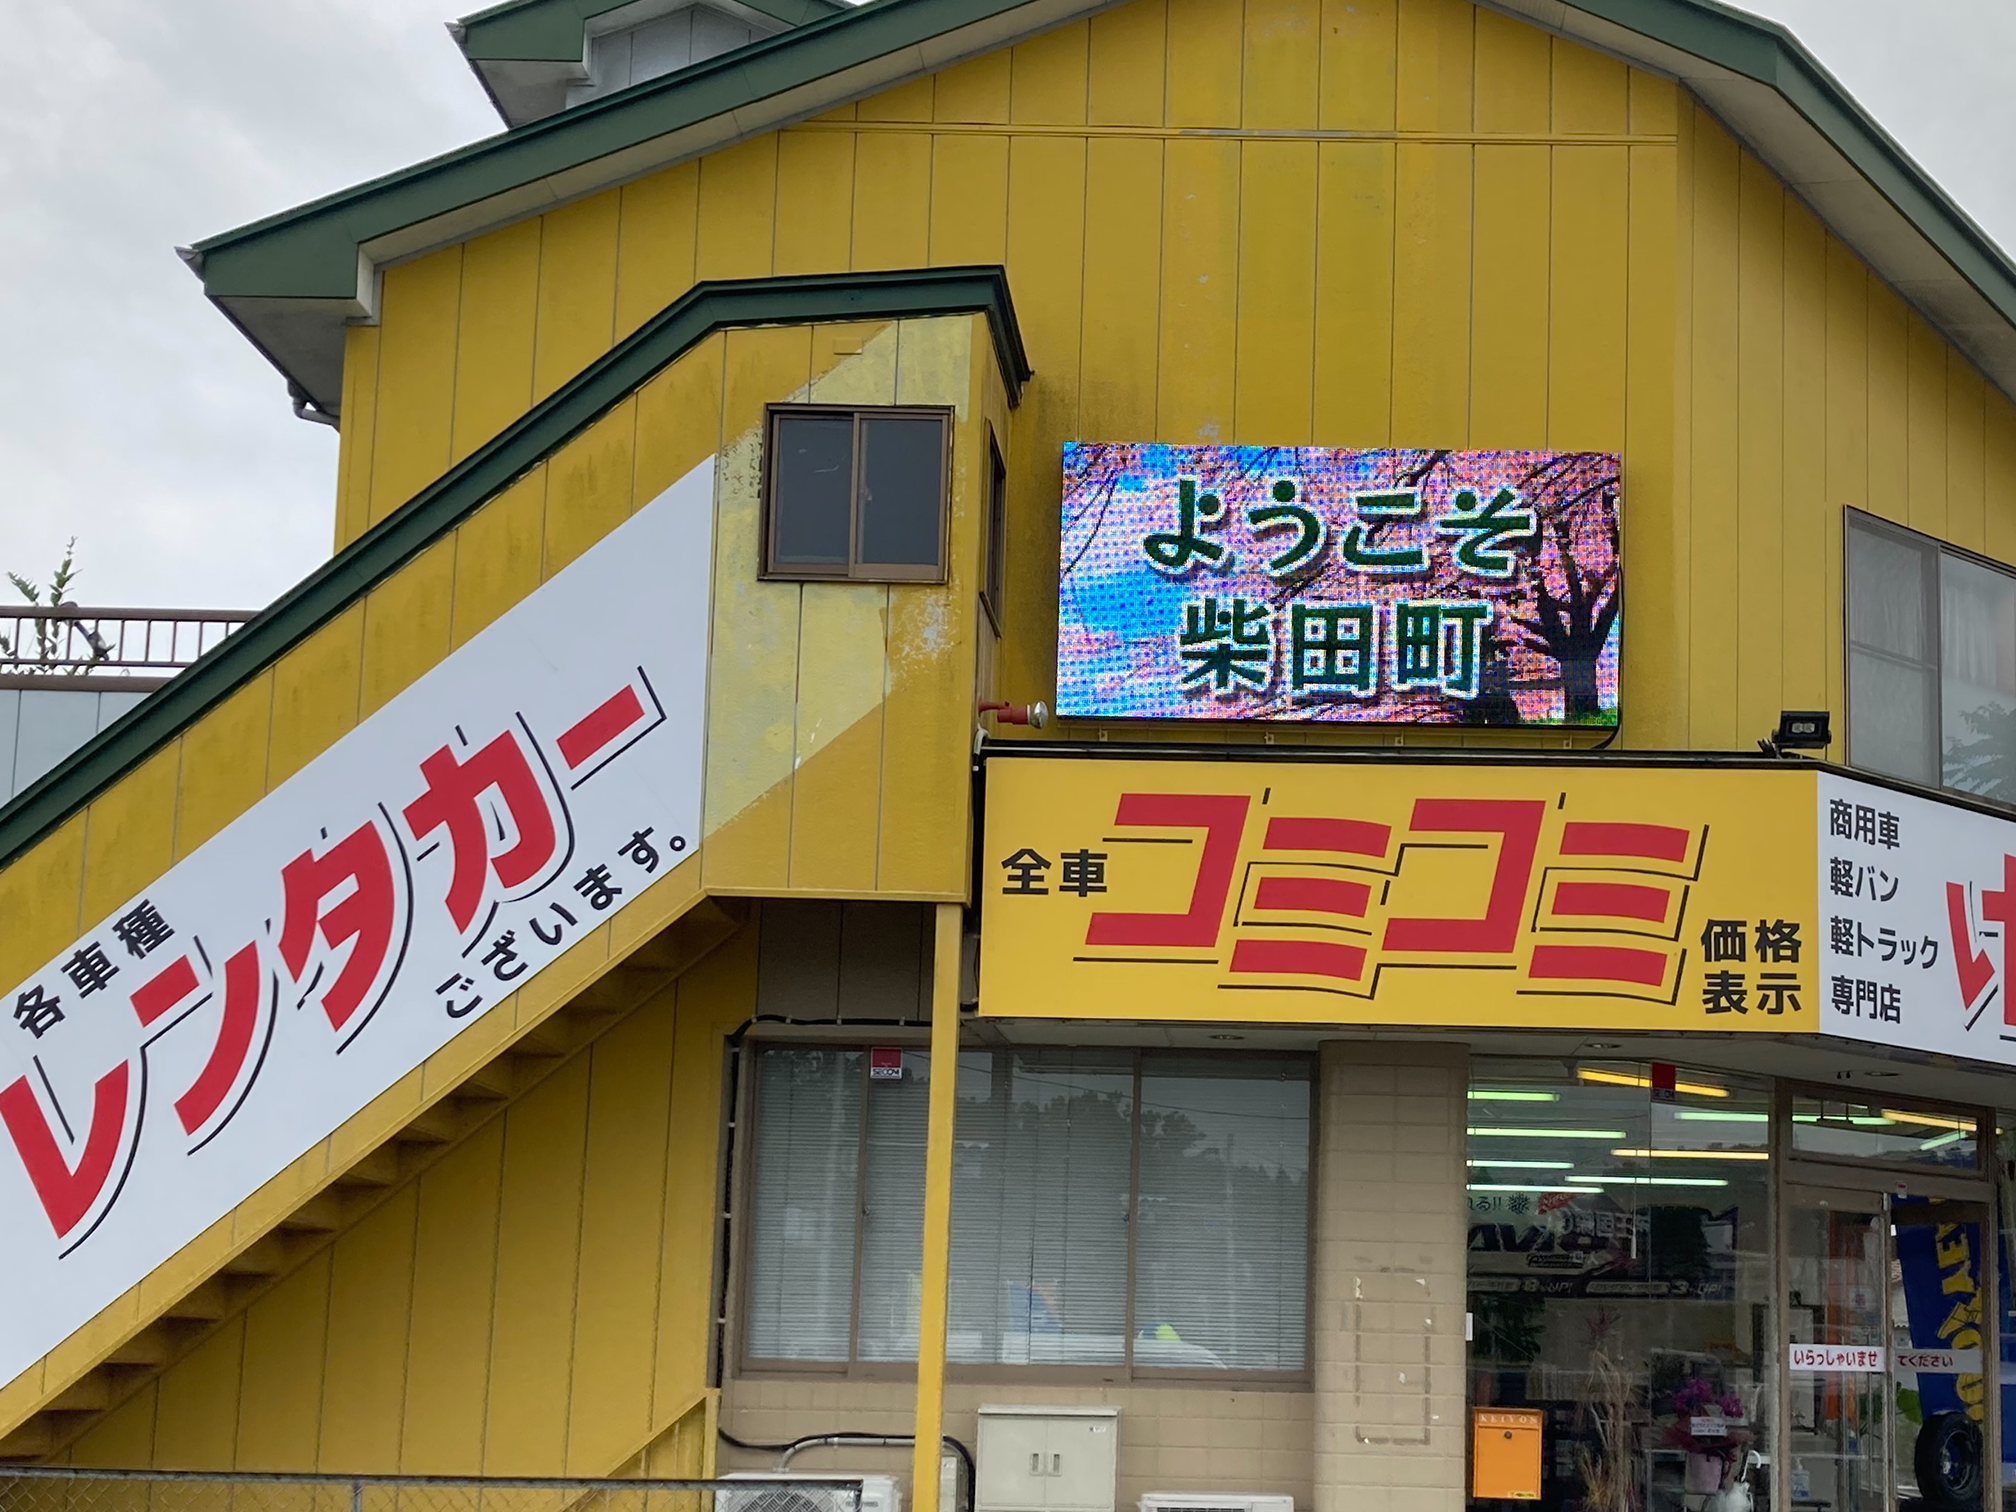 各車種
レンタカー
ございます。
ようこそ
柴田町
全車
コミコミ
価格
表示
商用車
軽バン
軽トラック
専門店
SECOM
いらっしゃいませ
てください
KEIYON